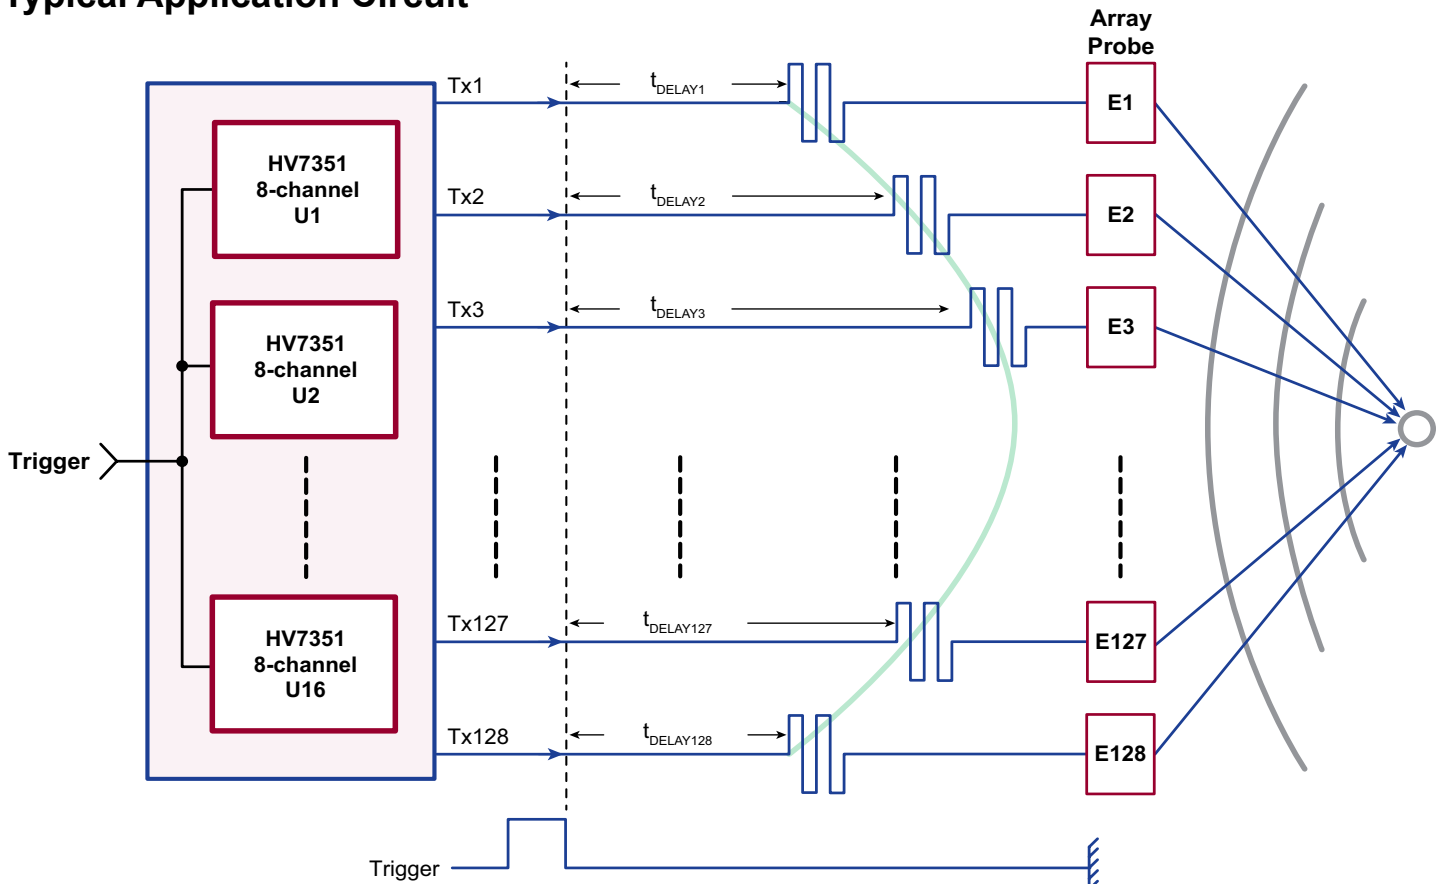 Typical Application Circuit
Array
Probe
Tx1
tDELAY1
E1
HV7351
8-channel
U1
Tx2
tDELAY2
E2
HV7351
8-channel
U2
Tx3
tDELAY3
E3
Trigger
HV7351
8-channel
U16
Tx127
tDELAY127
E127
Tx128
tDELAY128
E128
Trigger